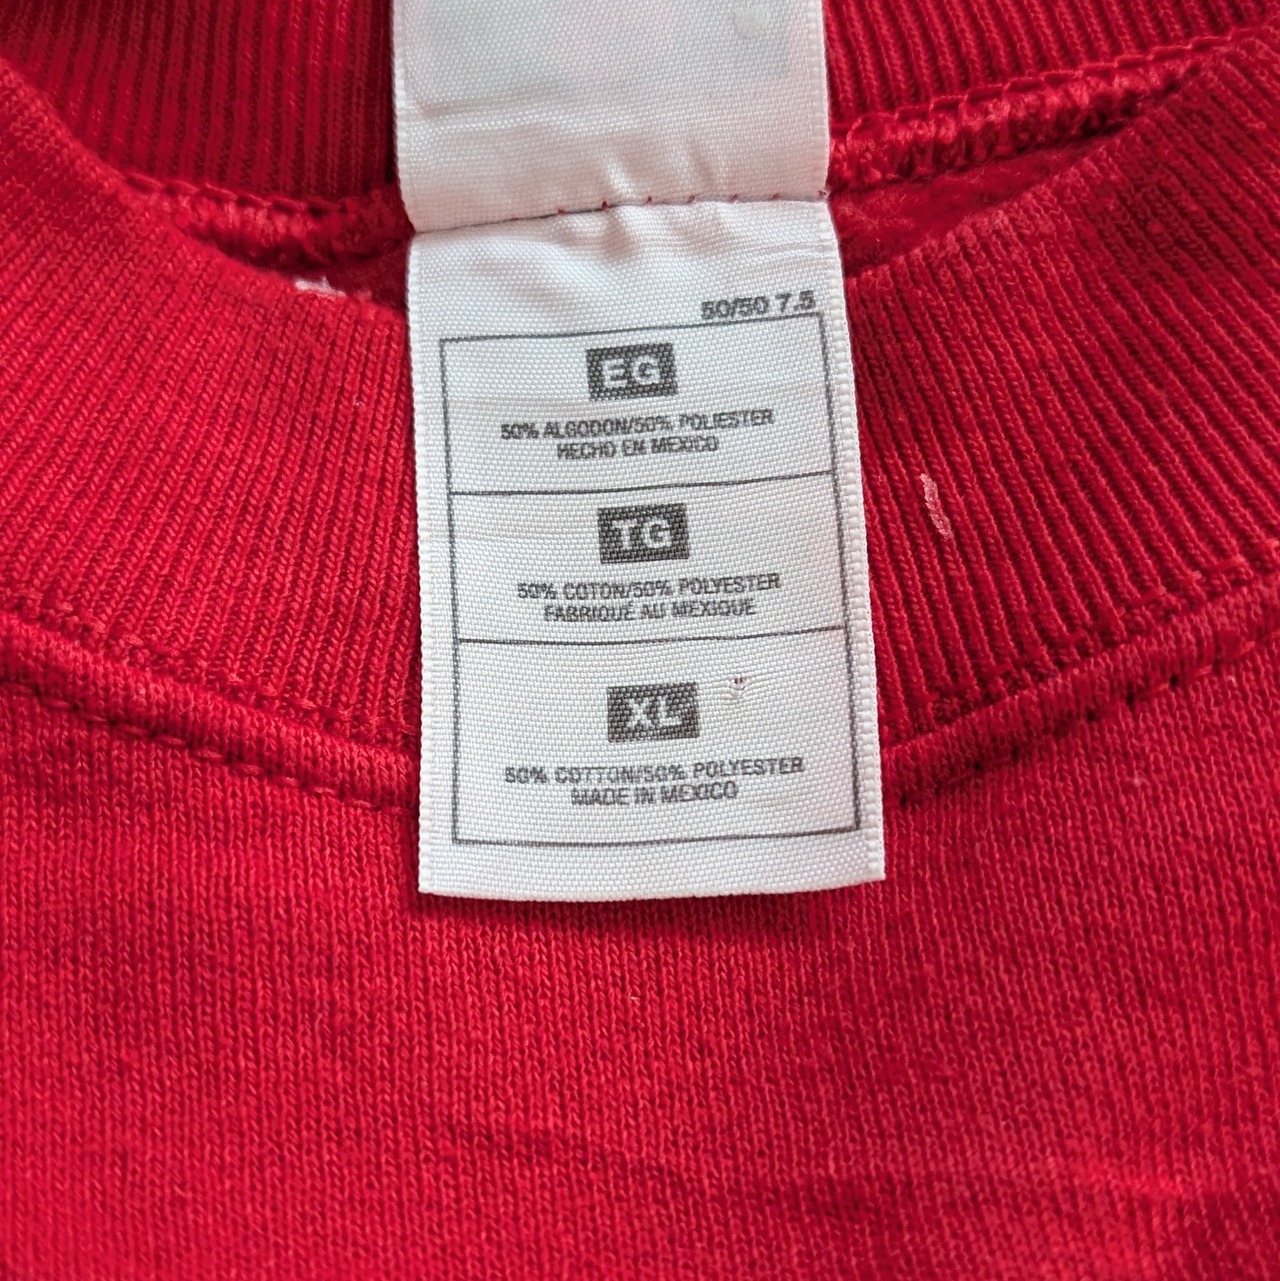 50/50 7.5
EG
50% ALGODON/50% POLIESTER
HECHO EN MEXICO
TG
50% COTON/50% POLYESTER
FABRIQUÉ AU MEXIQUE
XL
50% COTTON/50% POLYESTER
MADE IN MEXICO